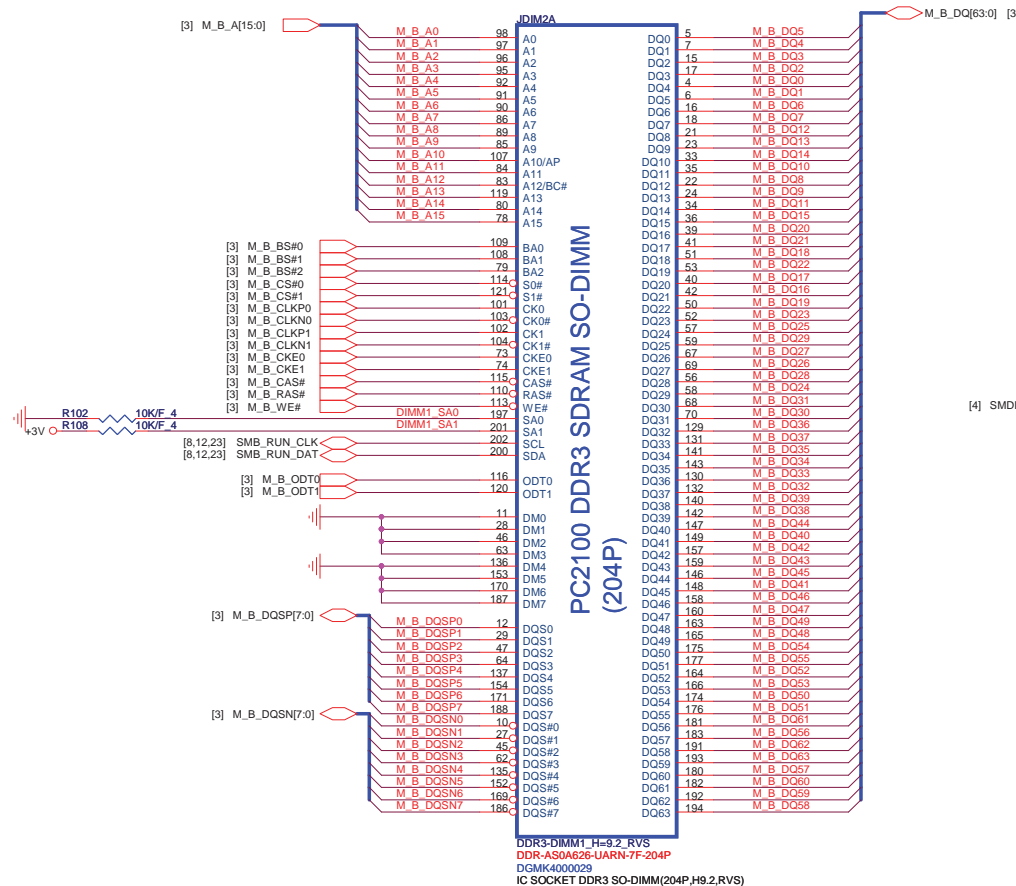 [3] M_B_A[15:0]
JDIM2A
M_B_DQ[63:0] [3
M_B_A0 98 A0
M_B_A1 97 A1
M_B_A2 96 A2
M_B_A3 95 A3
M_B_A4 92 A4
M_B_A5 91 A5
M_B_A6 90 A6
M_B_A7 86 A7
M_B_A8 89 A8
M_B_A9 85 A9
M_B_A10 107 A10/AP
M_B_A11 84 A11
M_B_A12 83 A12/BC#
M_B_A13 119 A13
M_B_A14 80 A14
M_B_A15 78 A15
[3] M_B_BS#0 109 BA0
[3] M_B_BS#1 108 BA1
[3] M_B_BS#2 79 BA2
[3] M_B_CS#0 114 S0#
[3] M_B_CS#1 121 S1#
[3] M_B_CLKP0 101 CK0
[3] M_B_CLKN0 103 CK0#
[3] M_B_CLKP1 102 CK1
[3] M_B_CLKN1 104 CK1#
[3] M_B_CKE0 73 CKE0
[3] M_B_CKE1 74 CKE1
[3] M_B_CAS# 115 CAS#
[3] M_B_RAS# 110 RAS#
[3] M_B_WE# 113 WE#
R102 10K/F_4 DIMM1_SA0 197 SA0
+3V R108 10K/F_4 DIMM1_SA1 201 SA1
[8,12,23] SMB_RUN_CLK 202 SCL
[8,12,23] SMB_RUN_DAT 200 SDA
[3] M_B_ODT0 116 ODT0
[3] M_B_ODT1 120 ODT1
11 DM0
28 DM1
46 DM2
63 DM3
136 DM4
153 DM5
170 DM6
187 DM7
[3] M_B_DQSP[7:0]
M_B_DQSP0 12 DQS0
M_B_DQSP1 29 DQS1
M_B_DQSP2 47 DQS2
M_B_DQSP3 64 DQS3
M_B_DQSP4 137 DQS4
M_B_DQSP5 154 DQS5
M_B_DQSP6 171 DQS6
M_B_DQSP7 188 DQS7
[3] M_B_DQSN[7:0]
M_B_DQSN0 10 DQS#0
M_B_DQSN1 27 DQS#1
M_B_DQSN2 45 DQS#2
M_B_DQSN3 62 DQS#3
M_B_DQSN4 135 DQS#4
M_B_DQSN5 152 DQS#5
M_B_DQSN6 169 DQS#6
M_B_DQSN7 186 DQS#7
PC2100 DDR3 SDRAM SO-DIMM
(204P)
DQ0 5 M_B_DQ5
DQ1 7 M_B_DQ4
DQ2 15 M_B_DQ3
DQ3 17 M_B_DQ2
DQ4 4 M_B_DQ0
DQ5 6 M_B_DQ1
DQ6 16 M_B_DQ6
DQ7 18 M_B_DQ7
DQ8 21 M_B_DQ12
DQ9 23 M_B_DQ13
DQ10 33 M_B_DQ14
DQ11 35 M_B_DQ10
DQ12 22 M_B_DQ8
DQ13 24 M_B_DQ9
DQ14 34 M_B_DQ11
DQ15 36 M_B_DQ15
DQ16 39 M_B_DQ20
DQ17 41 M_B_DQ21
DQ18 51 M_B_DQ18
DQ19 53 M_B_DQ22
DQ20 40 M_B_DQ17
DQ21 42 M_B_DQ16
DQ22 50 M_B_DQ19
DQ23 52 M_B_DQ23
DQ24 57 M_B_DQ25
DQ25 59 M_B_DQ29
DQ26 67 M_B_DQ27
DQ27 69 M_B_DQ26
DQ28 56 M_B_DQ28
DQ29 58 M_B_DQ24
DQ30 68 M_B_DQ31
DQ31 70 M_B_DQ30
DQ32 129 M_B_DQ36
DQ33 131 M_B_DQ37
DQ34 141 M_B_DQ35
DQ35 143 M_B_DQ34
DQ36 130 M_B_DQ33
DQ37 132 M_B_DQ32
DQ38 140 M_B_DQ39
DQ39 142 M_B_DQ38
DQ40 147 M_B_DQ44
DQ41 149 M_B_DQ40
DQ42 157 M_B_DQ42
DQ43 159 M_B_DQ43
DQ44 146 M_B_DQ45
DQ45 148 M_B_DQ41
DQ46 158 M_B_DQ46
DQ47 160 M_B_DQ47
DQ48 163 M_B_DQ49
DQ49 165 M_B_DQ48
DQ50 175 M_B_DQ54
DQ51 177 M_B_DQ55
DQ52 164 M_B_DQ52
DQ53 166 M_B_DQ53
DQ54 174 M_B_DQ50
DQ55 176 M_B_DQ51
DQ56 181 M_B_DQ61
DQ57 183 M_B_DQ56
DQ58 191 M_B_DQ62
DQ59 193 M_B_DQ63
DQ60 180 M_B_DQ57
DQ61 182 M_B_DQ60
DQ62 192 M_B_DQ59
DQ63 194 M_B_DQ58
[4] SMD
DDR3-DIMM1_H=9.2_RVS
DDR-AS0A626-UARN-7F-204P
DGMK4000029
IC SOCKET DDR3 SO-DIMM(204P,H9.2,RVS)